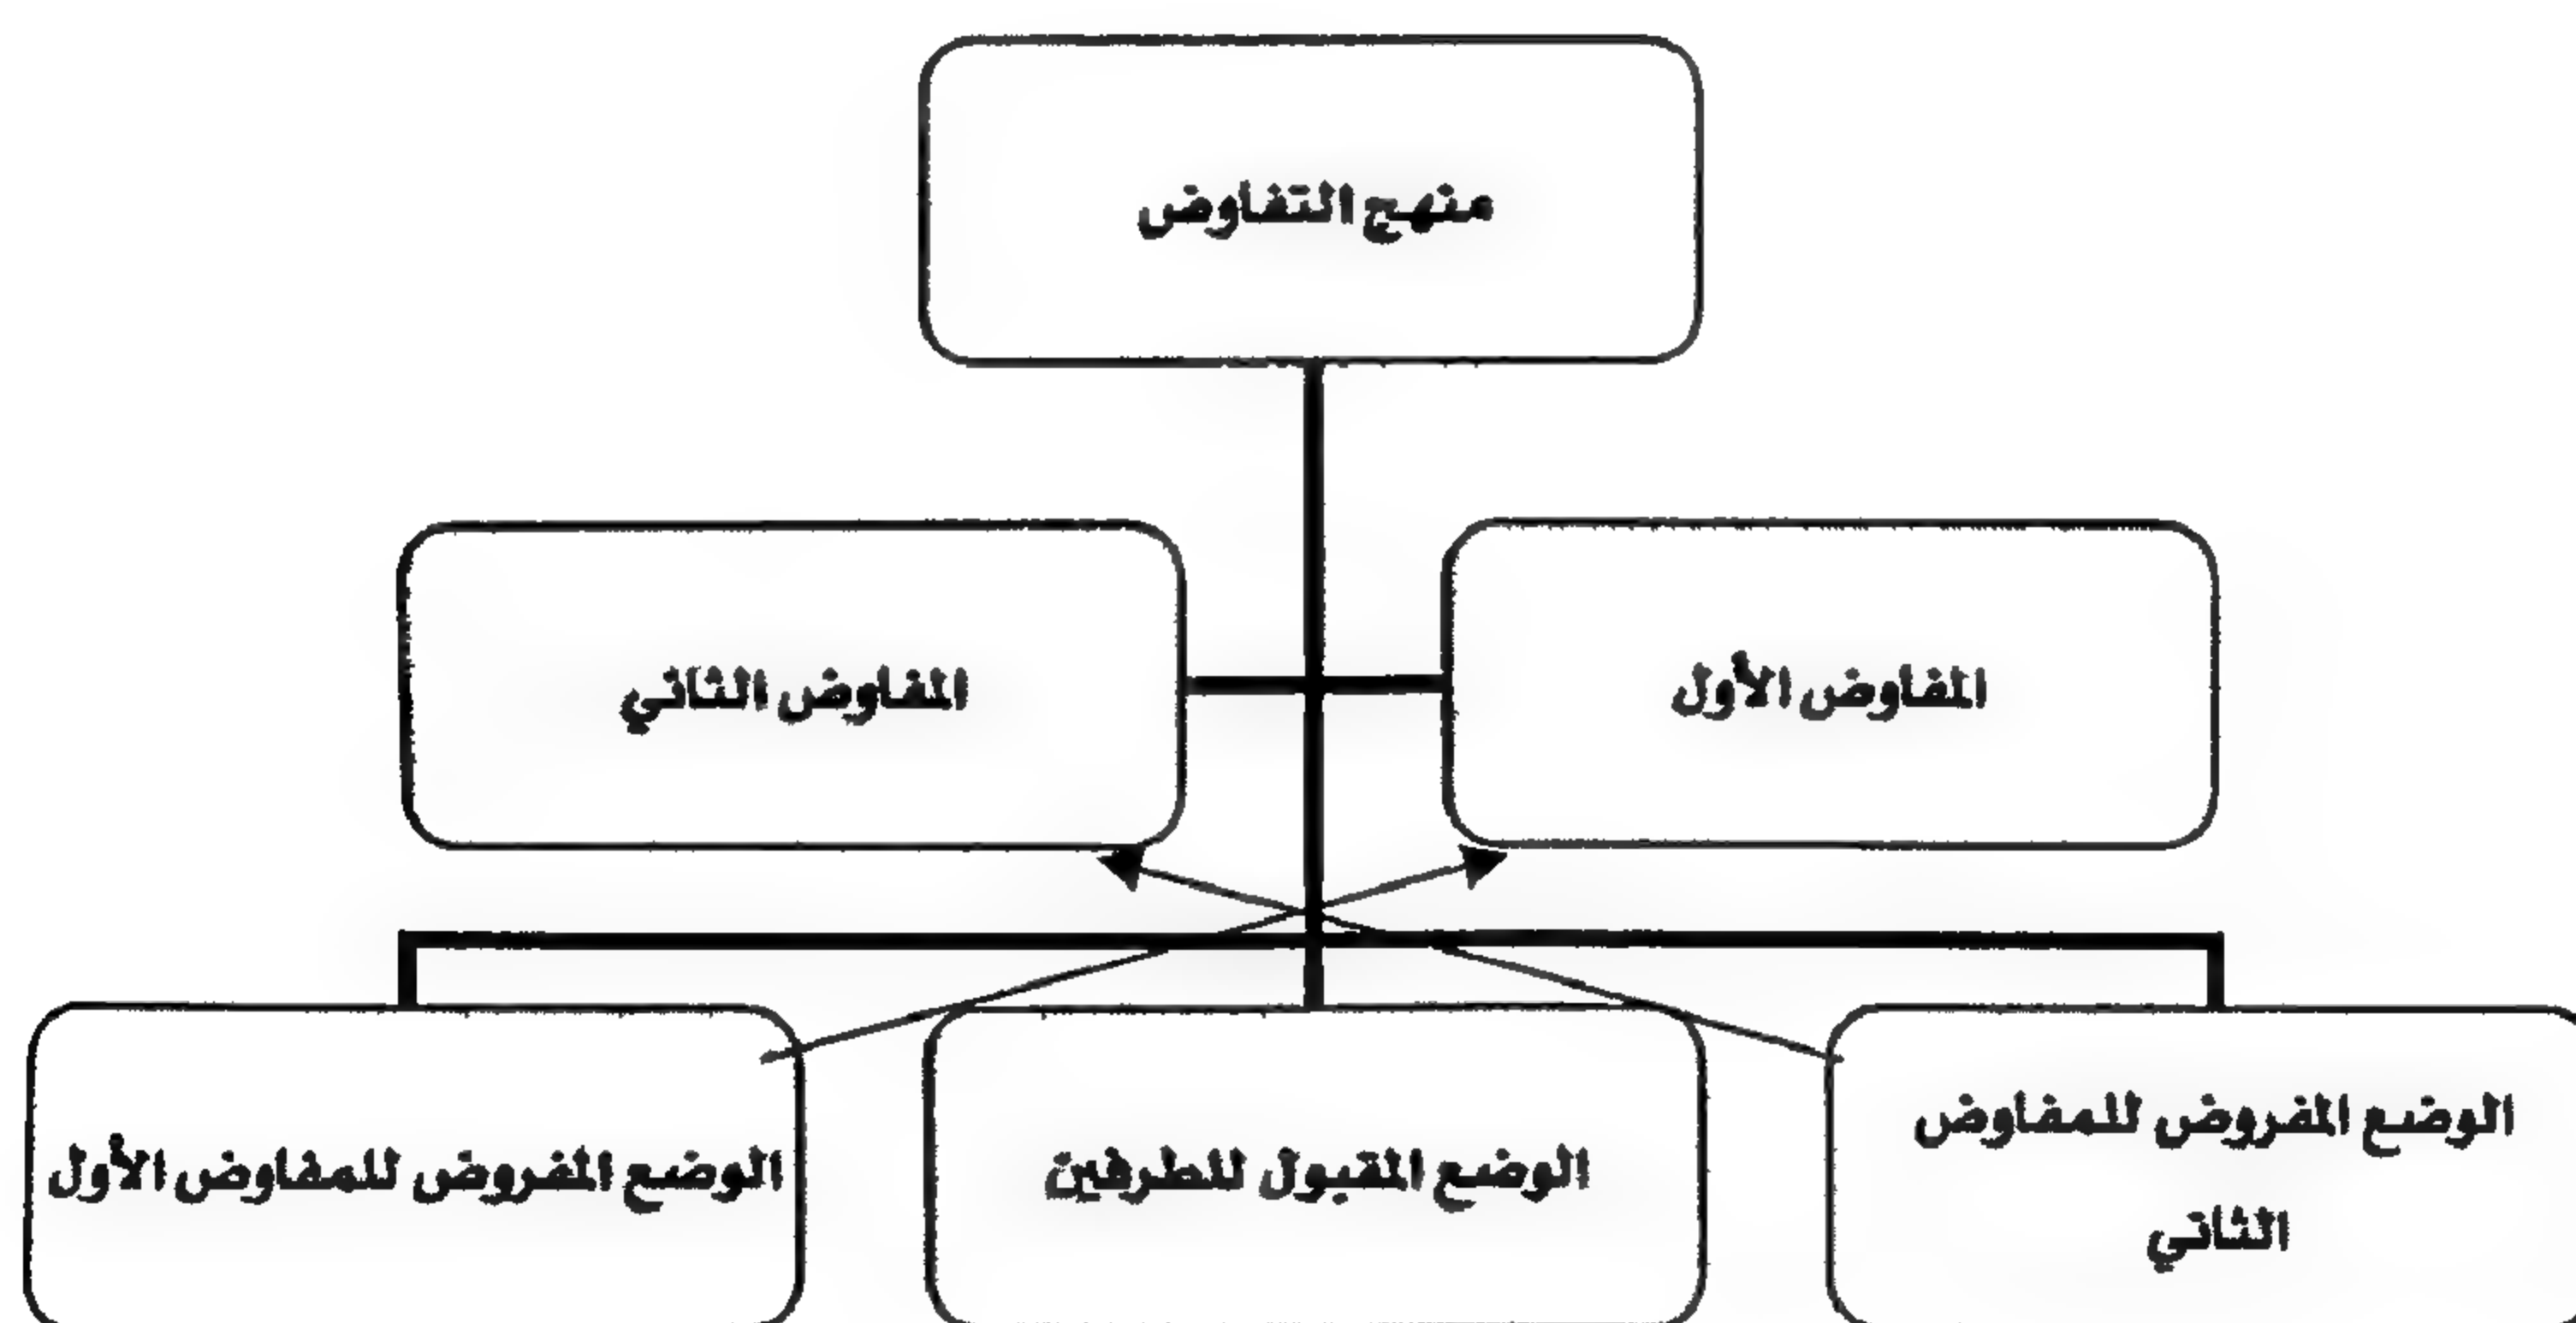 منهج التفاوض
المفاوض الأول
المفاوض الثاني
الوضع المفروض للمفاوض
الثاني
الوضع المقبول للطرفين
الوضع المفروض للمفاوض الأول